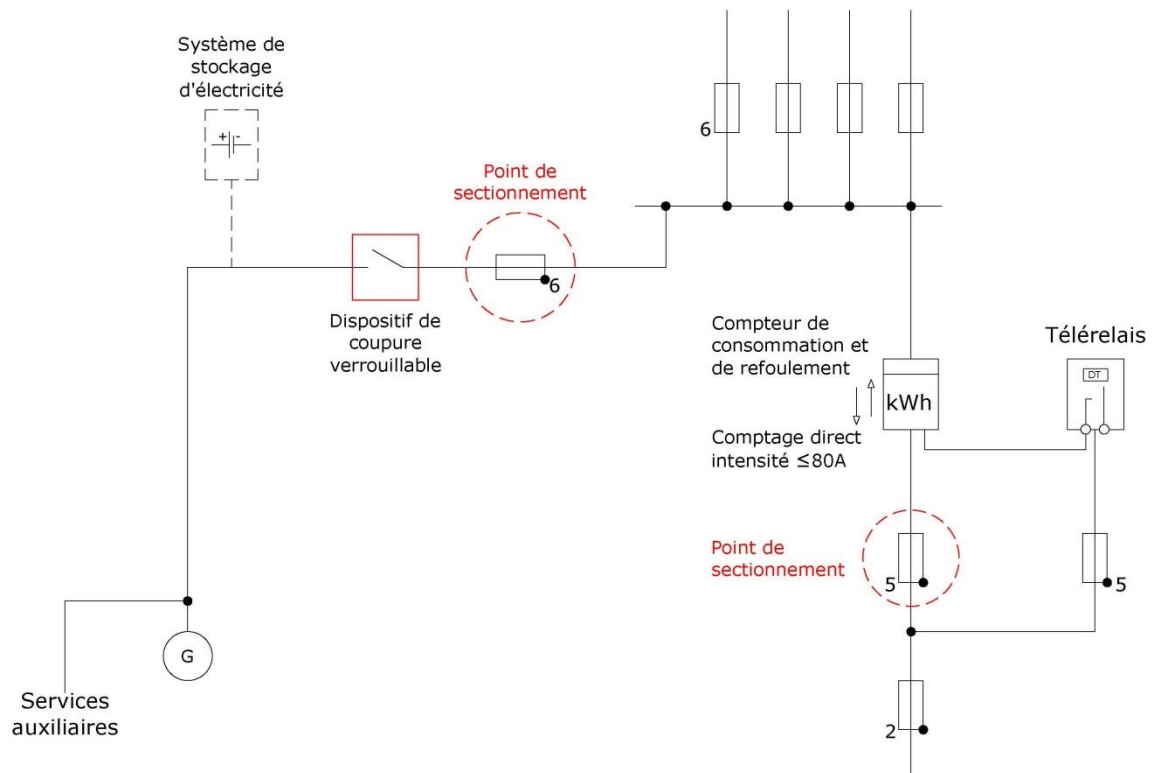 Système de
stockage
d'électricité
+ -
Point de
sectionnement
6
6
Dispositif de
coupure
verrouillable
Compteur de
consommation et
de refoulement
kWh
Comptage direct
intensité ≤80A
Télérelais
DT
Point de
sectionnement
5
5
G
Services
auxiliaires
2